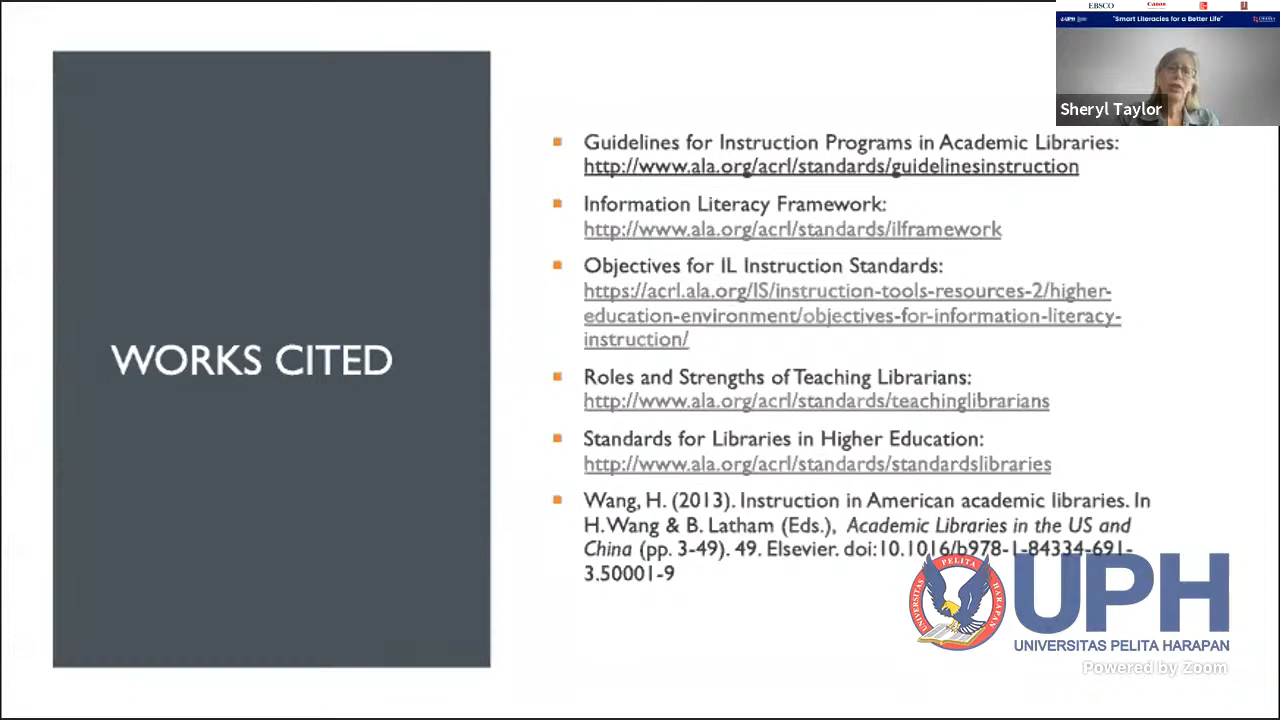 EBSCO
Canon
UPH
"Smart Literacies for a Better Life"
Sheryl Taylor
WORKS CITED
Guidelines for Instruction Programs in Academic Libraries:
http://www.ala.org/acrl/standards/guidelinesinstruction
Information Literacy Framework:
http://www.ala.org/acrl/standards/ilframework
Objectives for IL Instruction Standards:
https://acrl.ala.org/IS/instruction-tools-resources-2/higher-
education-environment/objectives-for-information-literacy-
instruction/
Roles and Strengths of Teaching Librarians:
http://www.ala.org/acrl/standards/teachinglibrarians
Standards for Libraries in Higher Education:
http://www.ala.org/acrl/standards/standardslibraries
Wang, H. (2013). Instruction in American academic libraries. In
H. Wang & B. Latham (Eds.), Academic Libraries in the US and
China (pp. 3-49). 49. Elsevier. doi:10.1016/b978-1-84334-691-
3.50001-9
UNIVERSITAS PELITA HARAPAN
UPH
UNIVERSITAS PELITA HARAPAN
Powered by Zoom